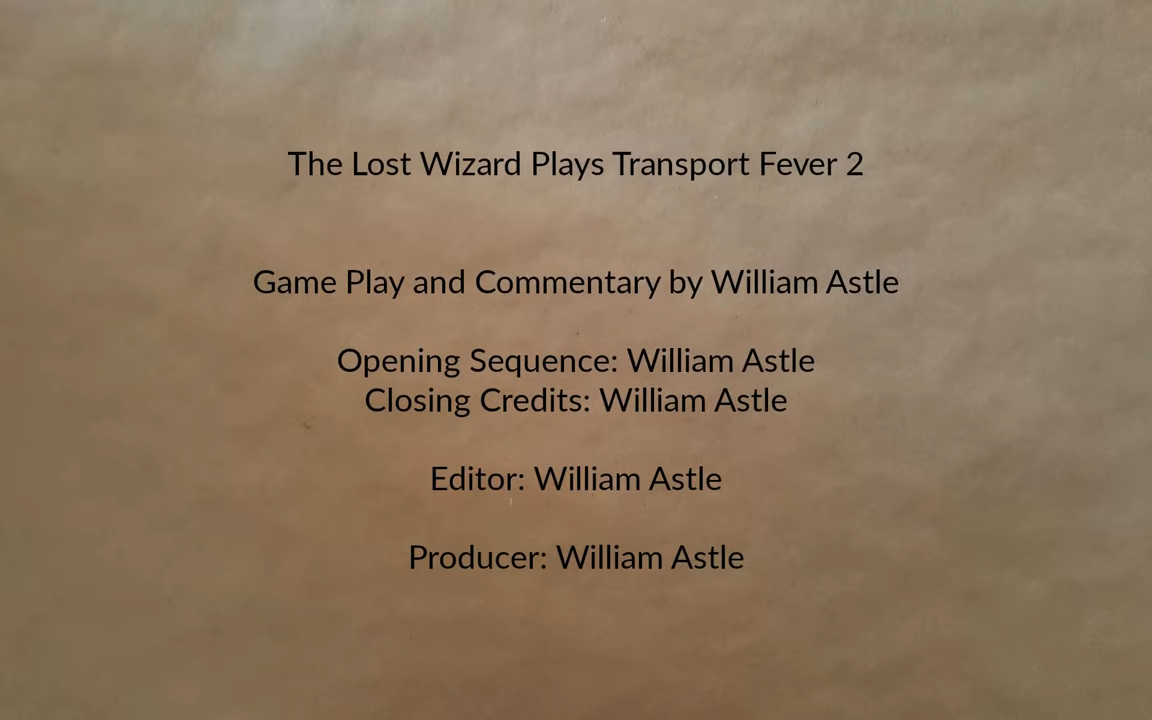 The Lost Wizard Plays Transport Fever 2
Game Play and Commentary by William Astle
Opening Sequence: William Astle
Closing Credits: William Astle
Editor: William Astle
Producer: William Astle